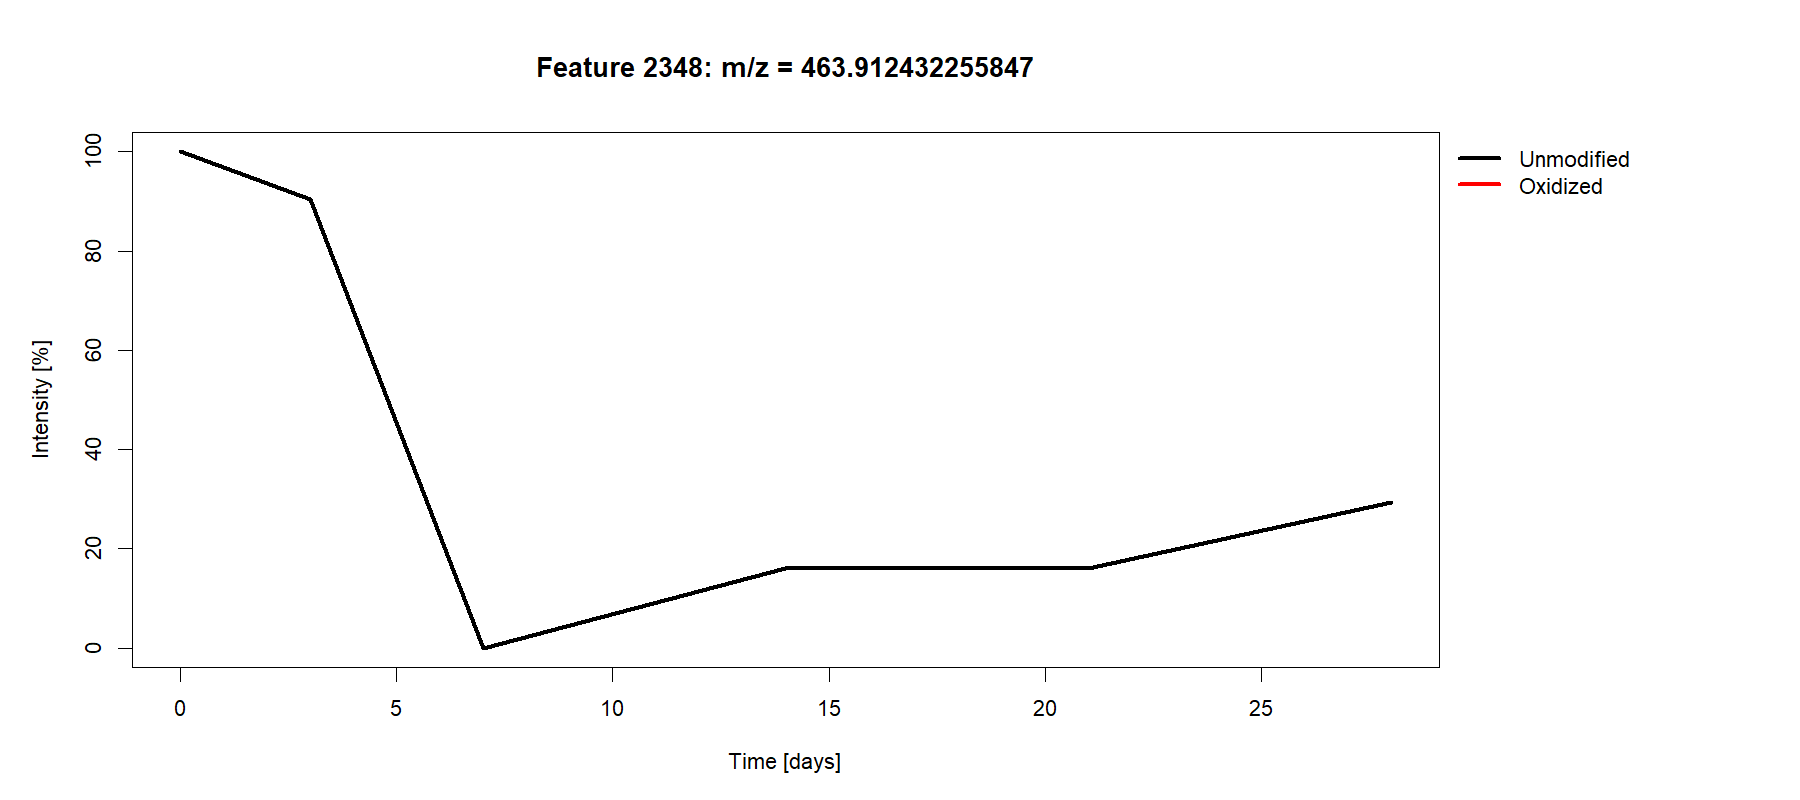 Feature 2348: m/z = 463.912432255847
Unmodified
Oxidized
Intensity [%]
100
80
60
40
20
0
0 5 10 15 20 25
Time [days]